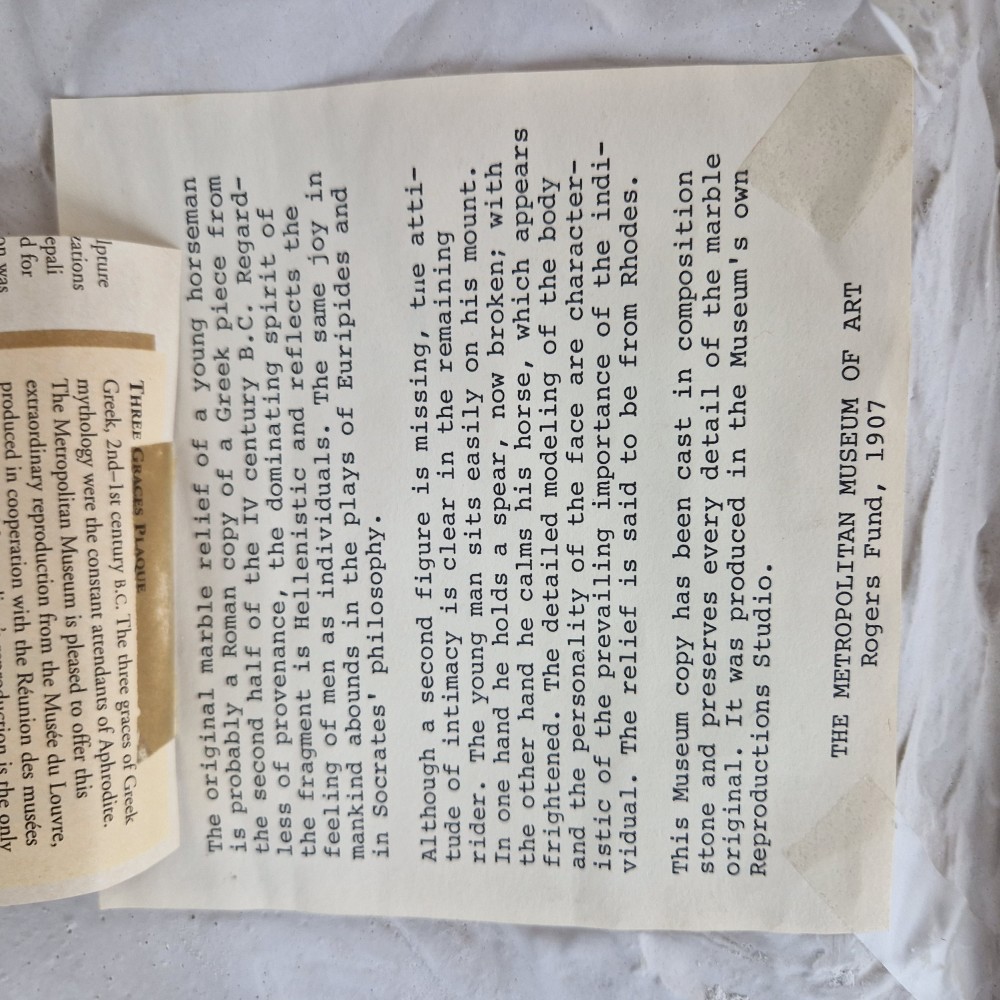 The original marble relief of a young horseman
is probably a Roman copy of a Greek piece from
the second half of the IV century B.C. Regard-
less of provenance, the dominating spirit of
the fragment is Hellenistic and reflects the
feeling of men as individuals. The same joy in
mankind abounds in the plays of Euripides and
in Socrates' philosophy.
Although a second figure is missing, tue atti-
tude of intimacy is clear in the remaining
rider. The young man sits easily on his mount.
In one hand he holds a spear, now broken; with
the other hand he calms his horse, which appears
frightened. The detailed modeling of the body
and the personality of the face are character-
istic of the prevailing importance of the indi-
vidual. The relief is said to be from Rhodes.
This Museum copy has been cast in composition
stone and preserves every detail of the marble
original. It was produced in the Museum's own
Reproductions Studio.
THE METROPOLITAN MUSEUM OF ART
Rogers Fund, 1907
lpture
zations
epali
d for
on was
THREE GRACES PLAQUE
Greek, 2nd–1st century B.C. The three graces of Greek
mythology were the constant attendants of Aphrodite.
The Metropolitan Museum is pleased to offer this
extraordinary reproduction from the Musée du Louvre,
produced in cooperation with the Réunion des musées
reproduction is the only